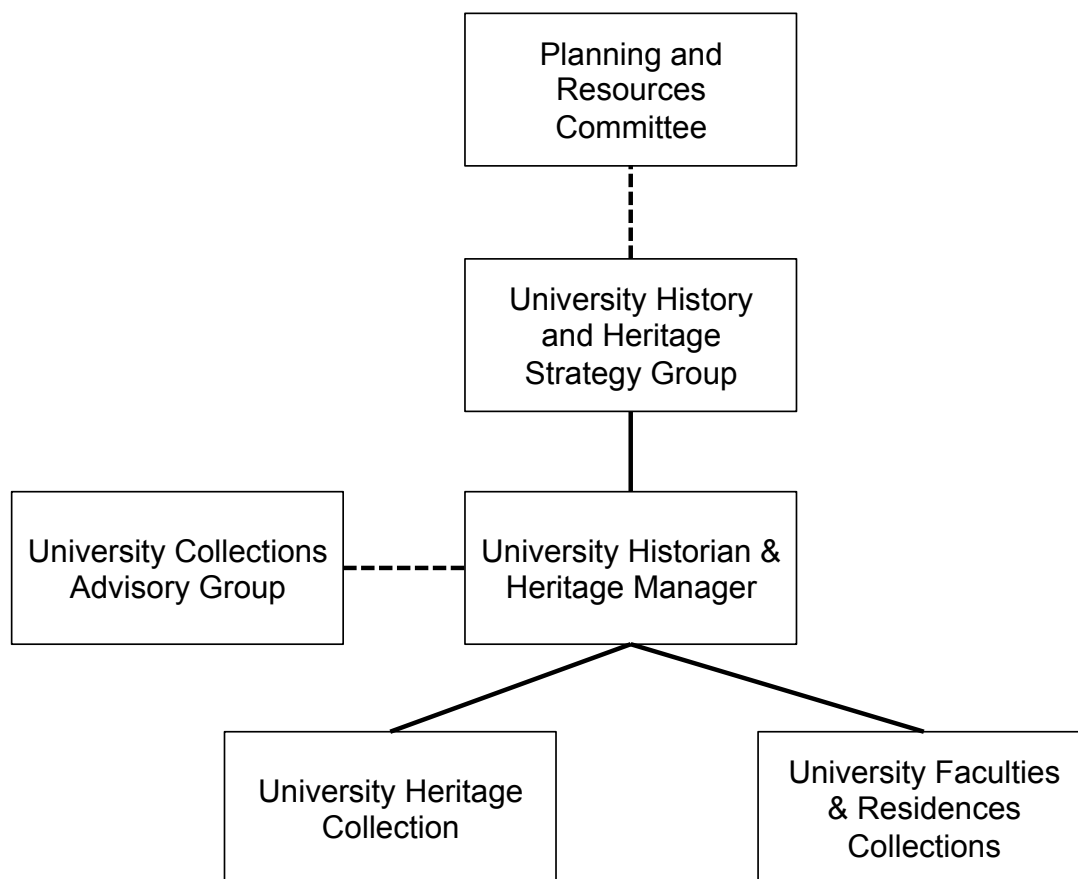 Planning and
Resources
Committee
University History
and Heritage
Strategy Group
University Collections
Advisory Group
University Historian &
Heritage Manager
University Heritage
Collection
University Faculties
& Residences
Collections